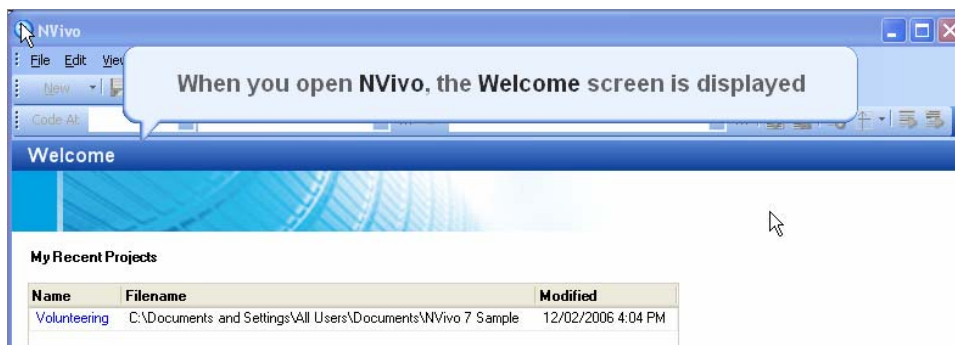 NVivo
File Edit Vie
New
When you open NVivo, the Welcome screen is displayed
Code At
Welcome
My Recent Projects
Name Filename Modified
Volunteering C:\Documents and Settings\All Users\Documents\NVivo 7 Sample 12/02/2006 4:04 PM